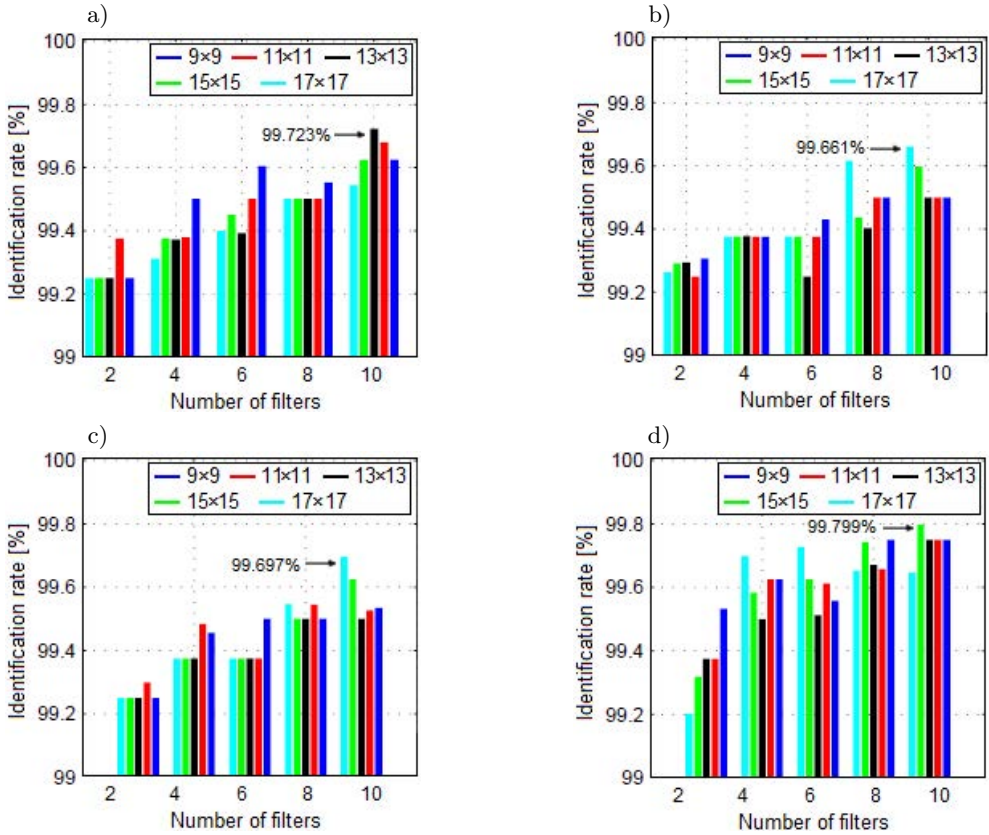 a)
100
99.8
99.6
99.4
99.2
99
Identification rate [%]
9×9 11×11 13×13
15×15 17×17
99.723%
2 4 6 8 10
Number of filters
b)
100
99.8
99.6
99.4
99.2
99
Identification rate [%]
9×9 11×11 13×13
15×15 17×17
99.661%
2 4 6 8 10
Number of filters
c)
100
99.8
99.6
99.4
99.2
99
Identification rate [%]
9×9 11×11 13×13
15×15 17×17
99.697%
2 4 6 8 10
Number of filters
d)
100
99.8
99.6
99.4
99.2
99
Identification rate [%]
9×9 11×11 13×13
15×15 17×17
99.799%
2 4 6 8 10
Number of filters